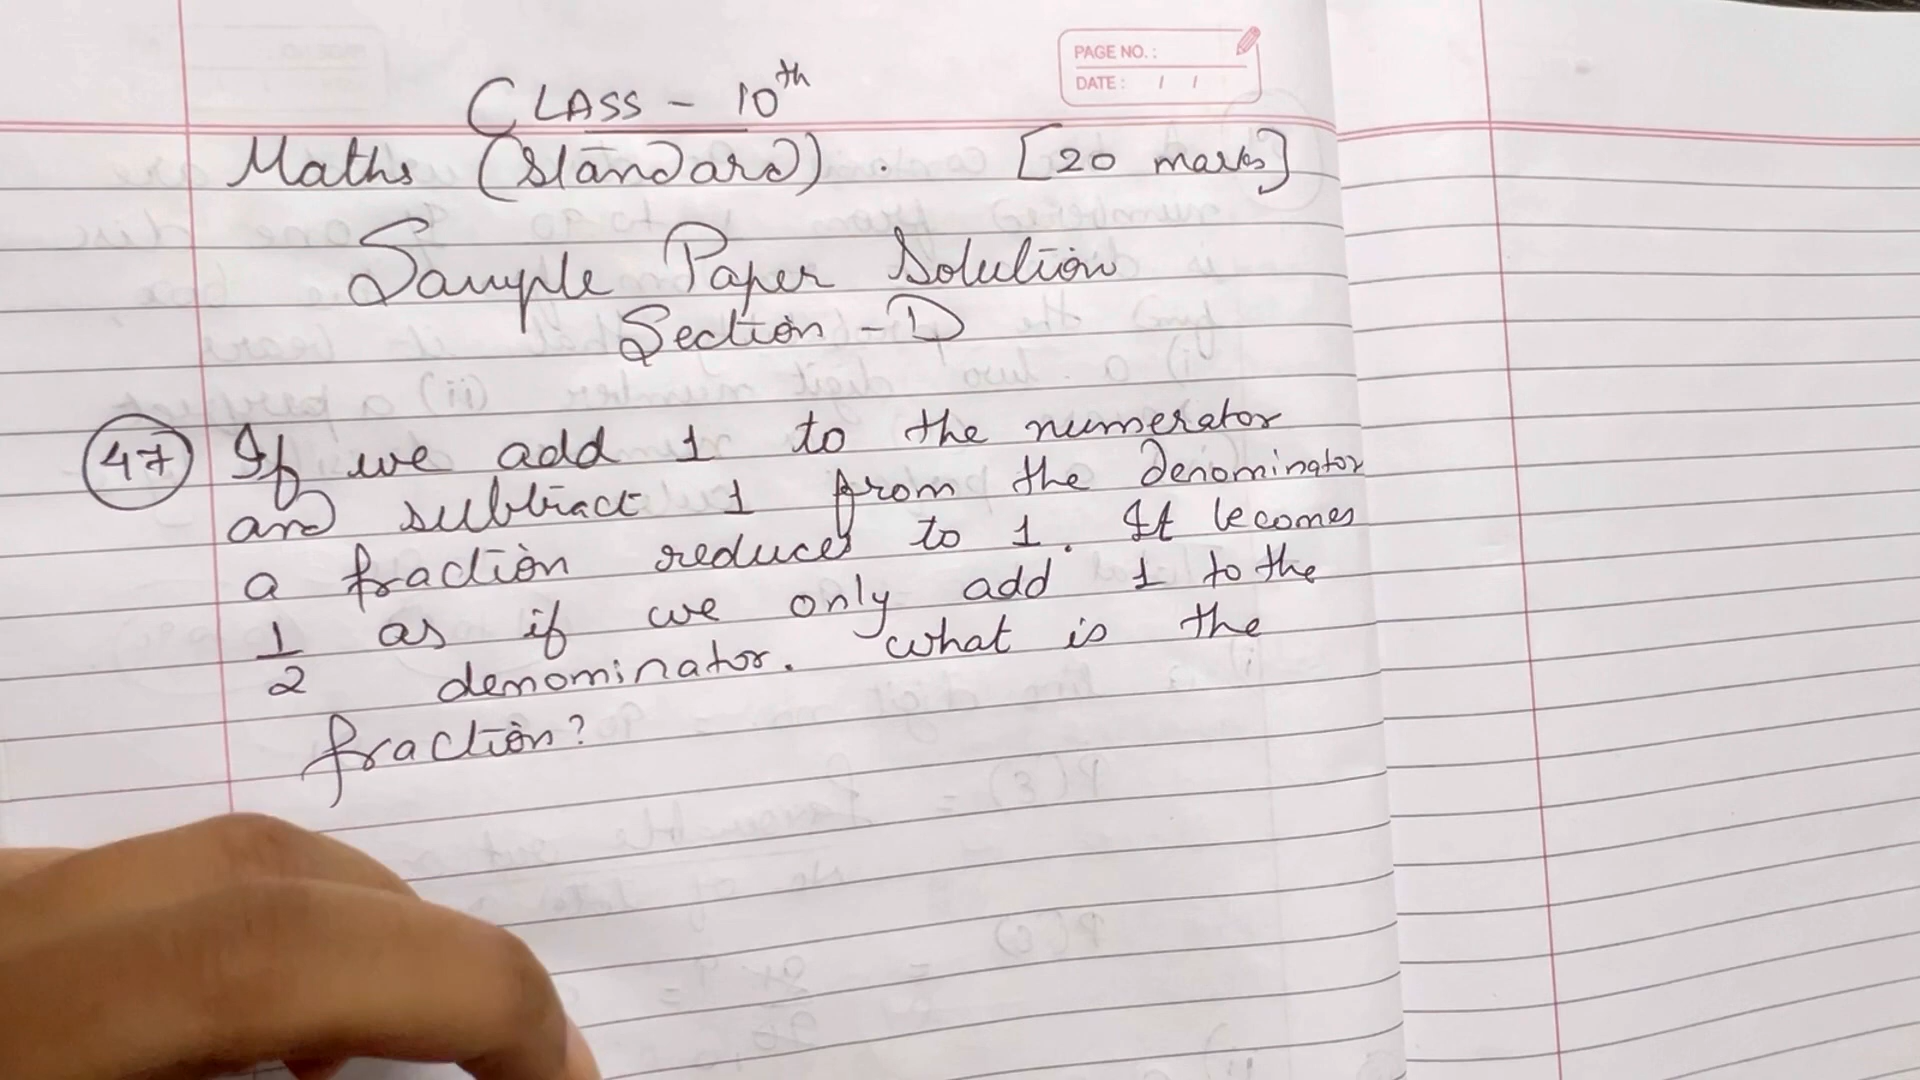 PAGE NO. :
DATE : / /
CLASS - 10th
Maths (Standard) . [20 marks]
Sample Paper Solution
Section - D
47 If we add 1 to the numerator
and subtract 1 from the denominator
a fraction reduces to 1. It becomes
1/2 as if we only add 1 to the
denominator. what is the
fraction?